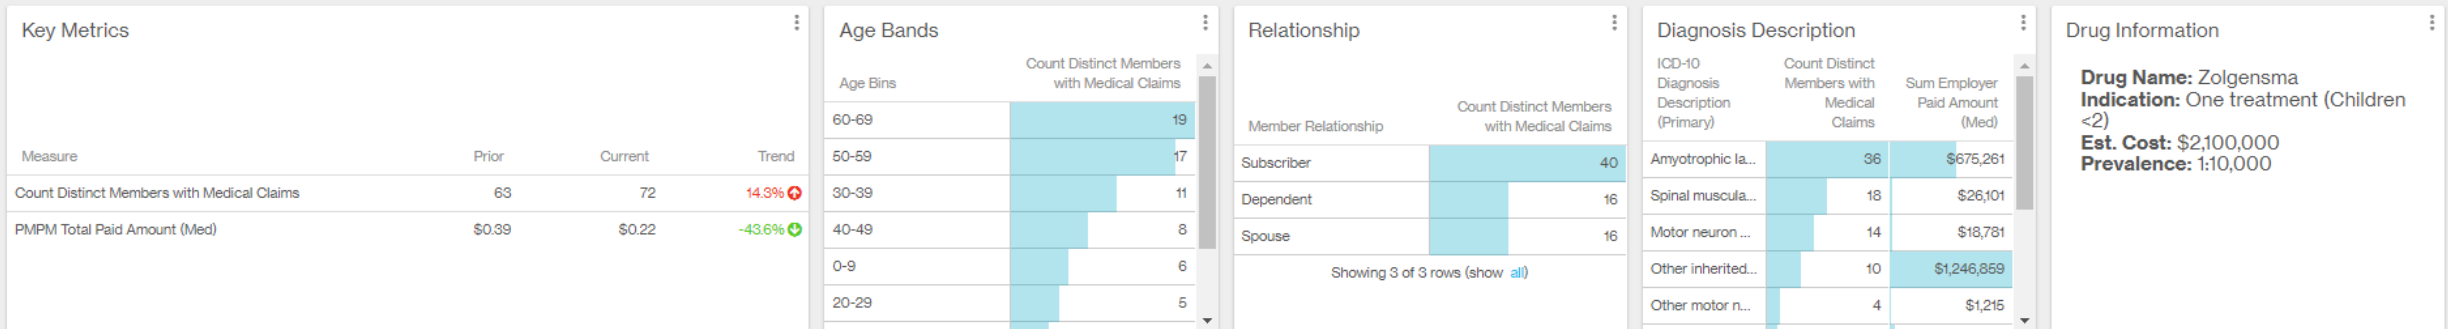 Key Metrics
Measure Prior Current Trend
Count Distinct Members with Medical Claims 63 72 14.3%
PMPM Total Paid Amount (Med) $0.39 $0.22 -43.6%
Age Bands
Age Bins Count Distinct Members
with Medical Claims
60-69 19
50-59 17
30-39 11
40-49 8
0-9 6
20-29 5
Relationship
Member Relationship Count Distinct Members
with Medical Claims
Subscriber 40
Dependent 16
Spouse 16
Showing 3 of 3 rows (show all)
Diagnosis Description
ICD-10 Count Distinct
Diagnosis Members with Sum Employer
Description Medical Paid Amount
(Primary) Claims (Med)
Amyotrophic la... 36 $675,261
Spinal muscula... 18 $26,101
Motor neuron ... 14 $18,781
Other inherited... 10 $1,246,859
Other motor n... 4 $1,215
Drug Information
Drug Name: Zolgensma
Indication: One treatment (Children
<2)
Est. Cost: $2,100,000
Prevalence: 1:10,000